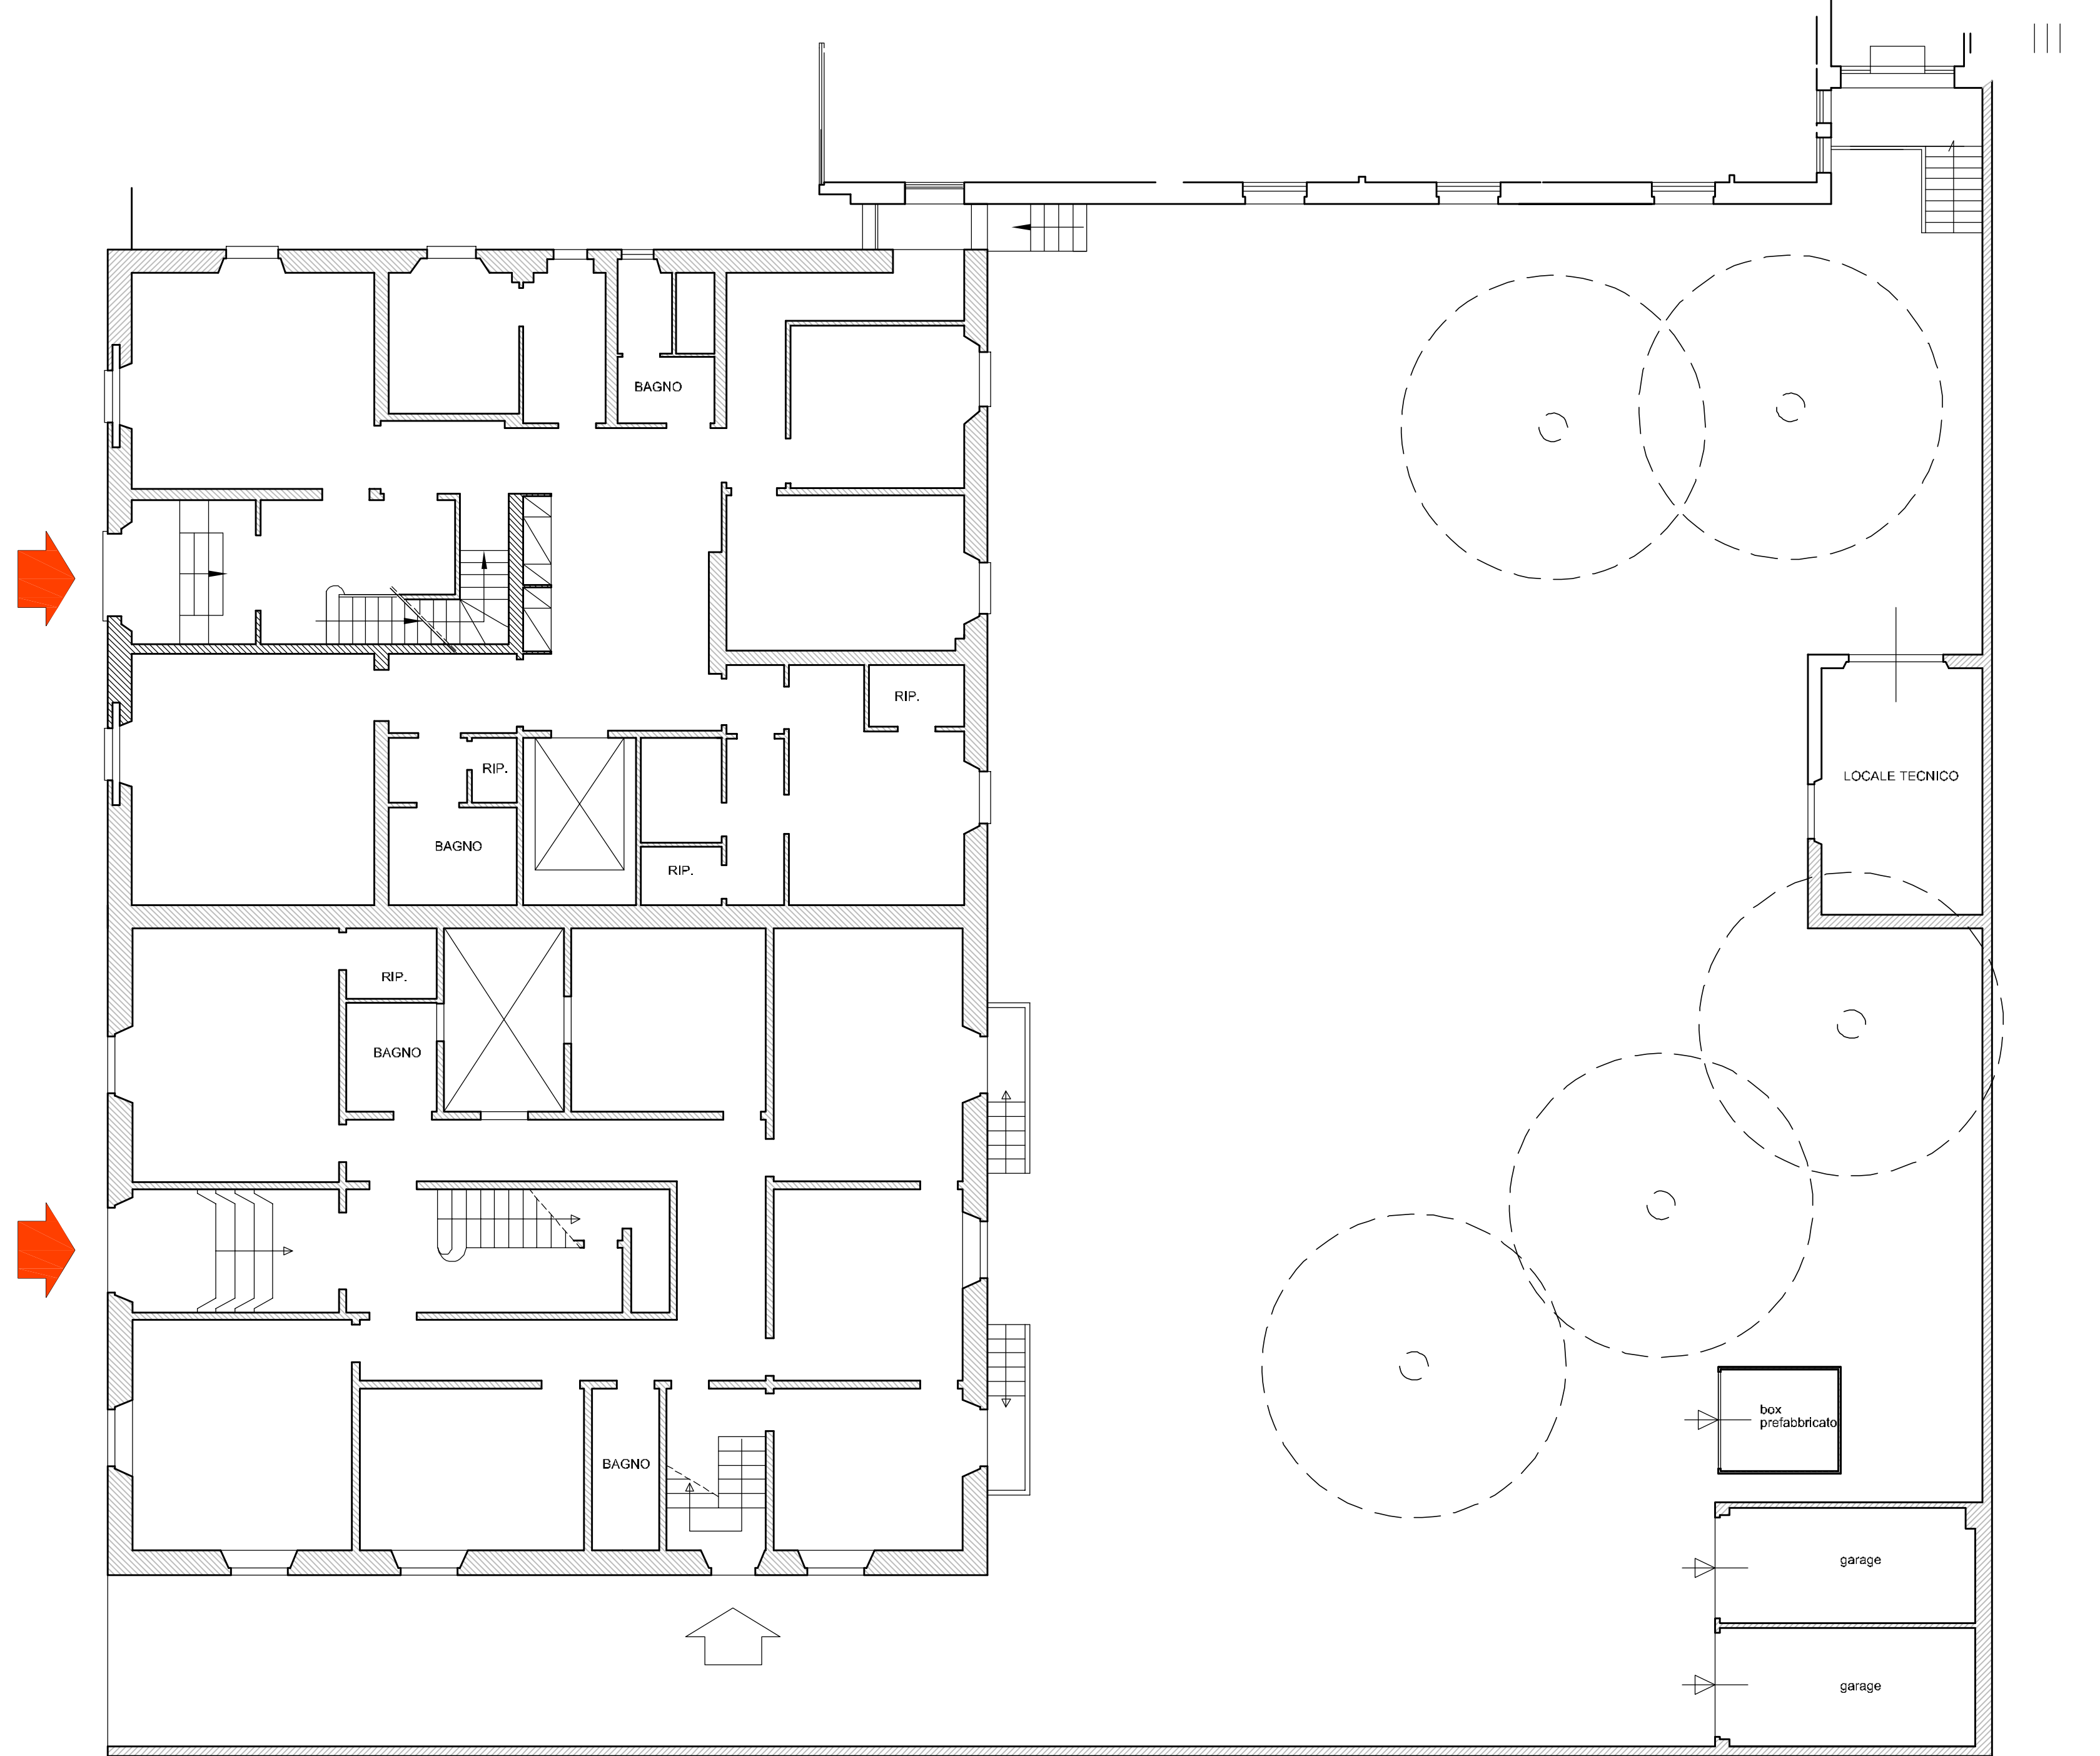 BAGNO
RIP.
RIP.
LOCALE TECNICO
BAGNO
RIP.
RIP.
BAGNO
box
prefabbricato
BAGNO
garage
garage